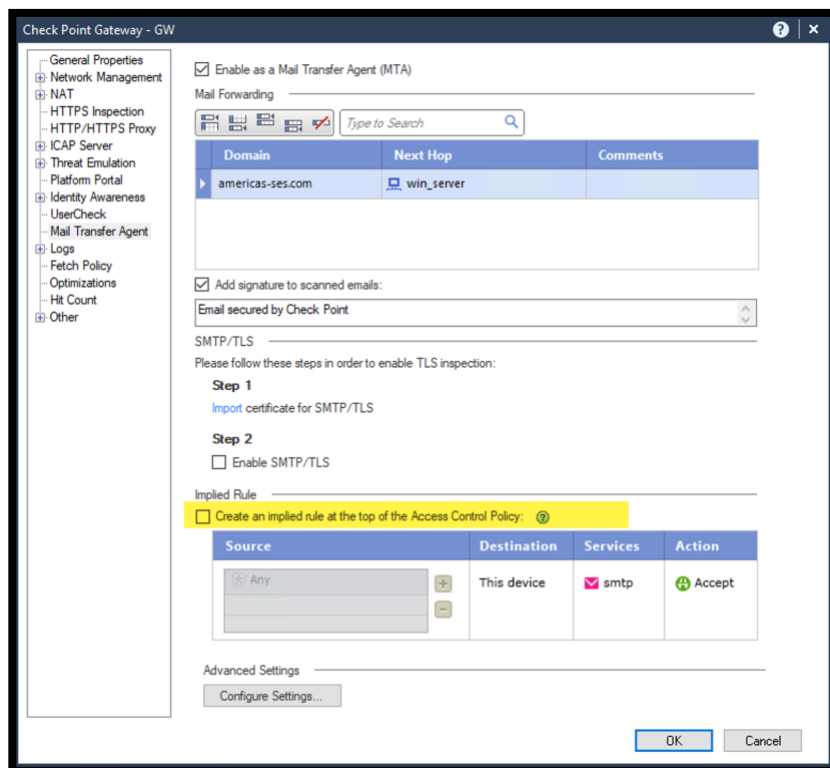 Check Point Gateway - GW
General Properties
Network Management
NAT
HTTPS Inspection
HTTP/HTTPS Proxy
ICAP Server
Threat Emulation
Platform Portal
Identity Awareness
UserCheck
Mail Transfer Agent
Logs
Fetch Policy
Optimizations
Hit Count
Other
Enable as a Mail Transfer Agent (MTA)
Mail Forwarding
Type to Search
Domain Next Hop Comments
americas-ses.com win_server
Add signature to scanned emails:
Email secured by Check Point
SMTP/TLS
Please follow these steps in order to enable TLS inspection:
Step 1
Import certificate for SMTP/TLS
Step 2
Enable SMTP/TLS
Implied Rule
Create an implied rule at the top of the Access Control Policy:
Source Destination Services Action
Any This device smtp Accept
Advanced Settings
Configure Settings...
OK Cancel